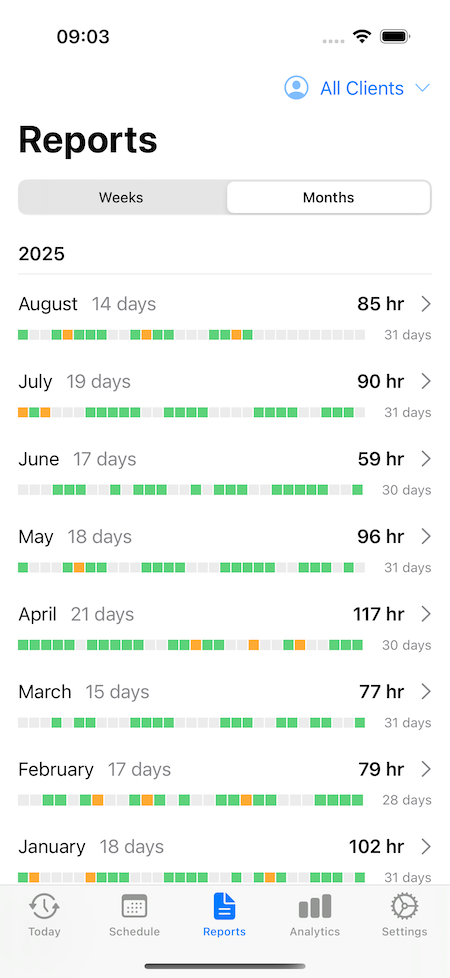 09:03
All Clients
Reports
Weeks Months
2025
August 14 days 85 hr
31 days
July 19 days 90 hr
31 days
June 17 days 59 hr
30 days
May 18 days 96 hr
31 days
April 21 days 117 hr
30 days
March 15 days 77 hr
31 days
February 17 days 79 hr
28 days
January 18 days 102 hr
31 days
Today Schedule Reports Analytics Settings